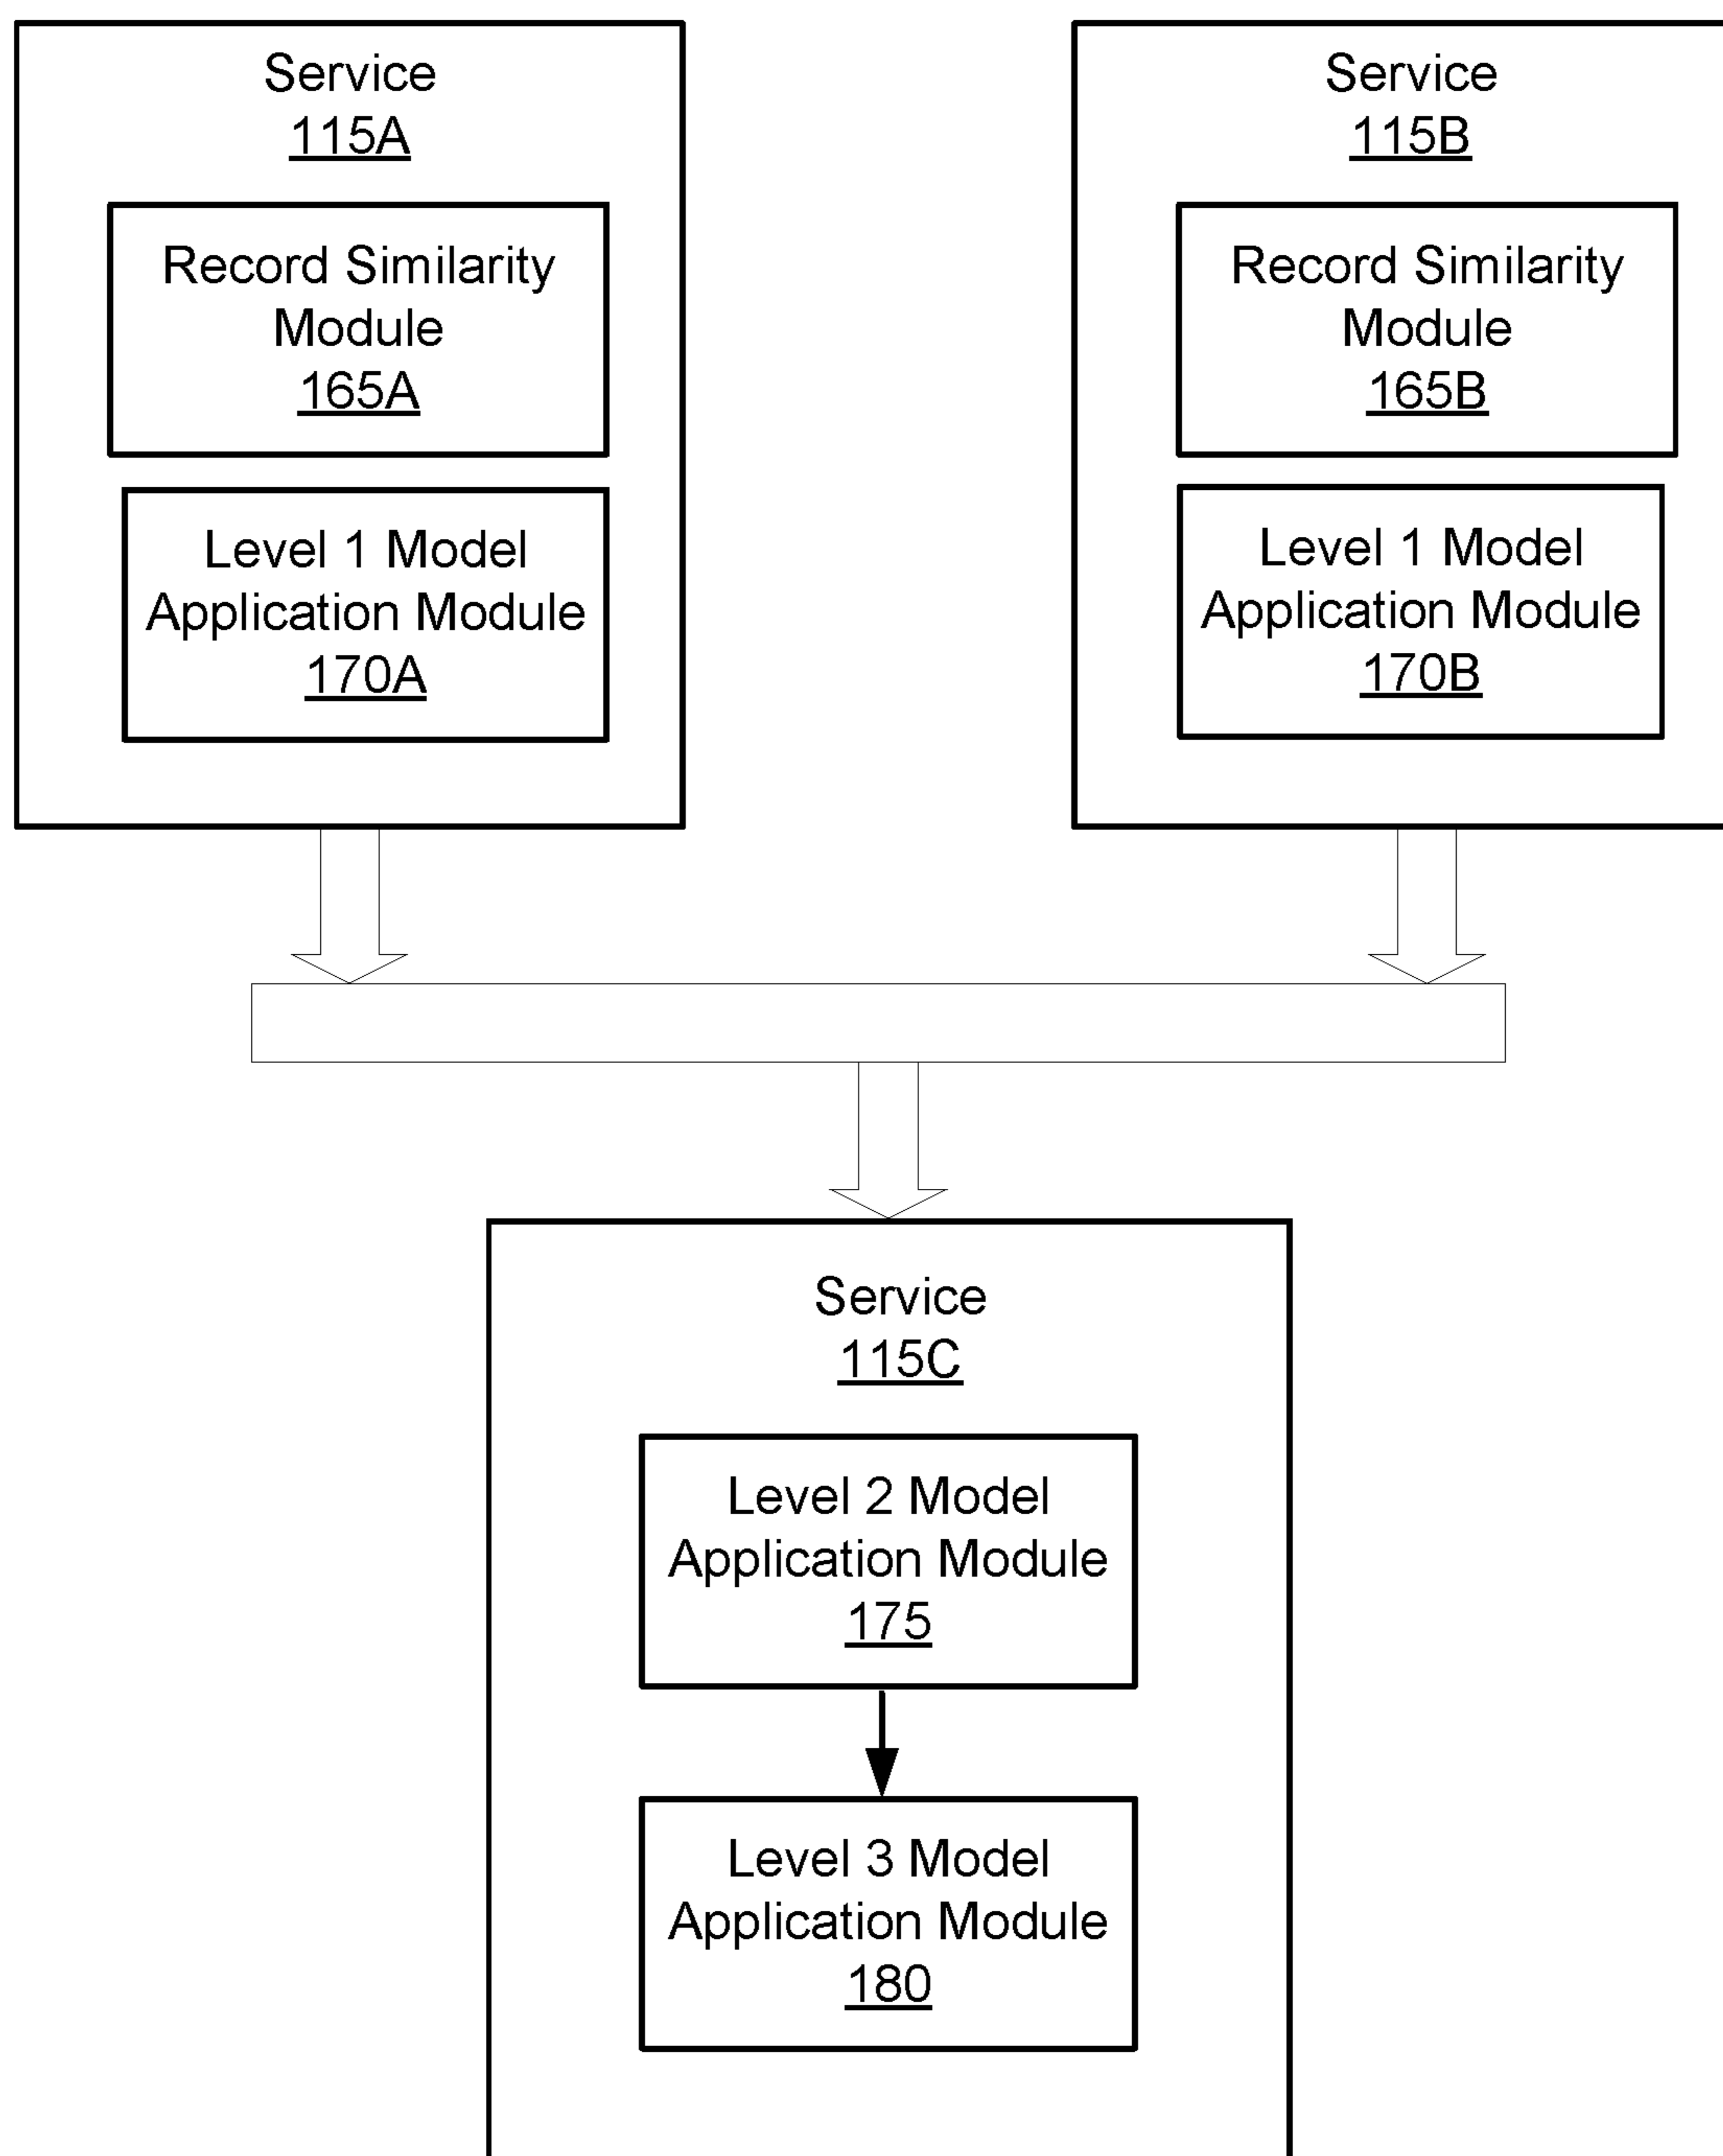 Service
115A
Record Similarity
Module
165A
Level 1 Model
Application Module
170A
Service
115B
Record Similarity
Module
165B
Level 1 Model
Application Module
170B
Service
115C
Level 2 Model
Application Module
175
Level 3 Model
Application Module
180